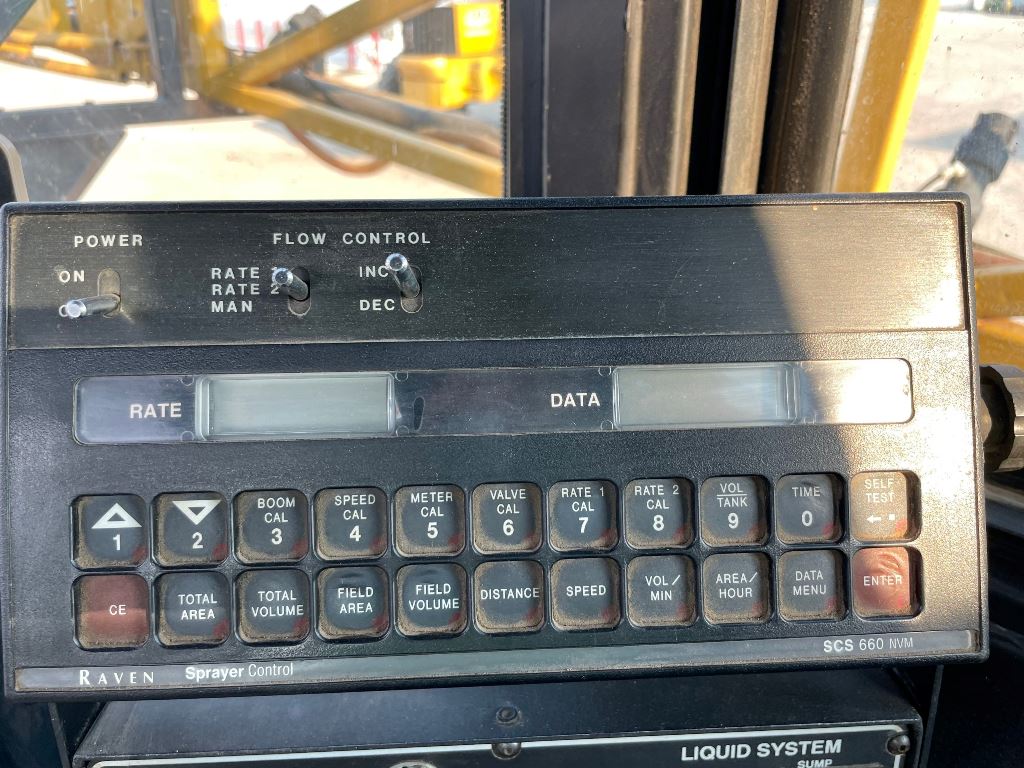 POWER
FLOW CONTROL
ON
RATE
INC
RATE 2
MAN
DEC
RATE
DATA
1
2
BOOM
CAL
3
SPEED
CAL
4
METER
CAL
5
VALVE
CAL
6
RATE 1
CAL
7
RATE 2
CAL
8
VOL
TANK
9
TIME
0
SELF-
TEST
←
CE
TOTAL
AREA
TOTAL
VOLUME
FIELD
AREA
FIELD
VOLUME
DISTANCE
SPEED
VOL/
MIN
AREA/
HOUR
DATA
MENU
ENTER
RAVEN Sprayer Control
SCS 660 NVM
LIQUID SYSTEM
SUMP